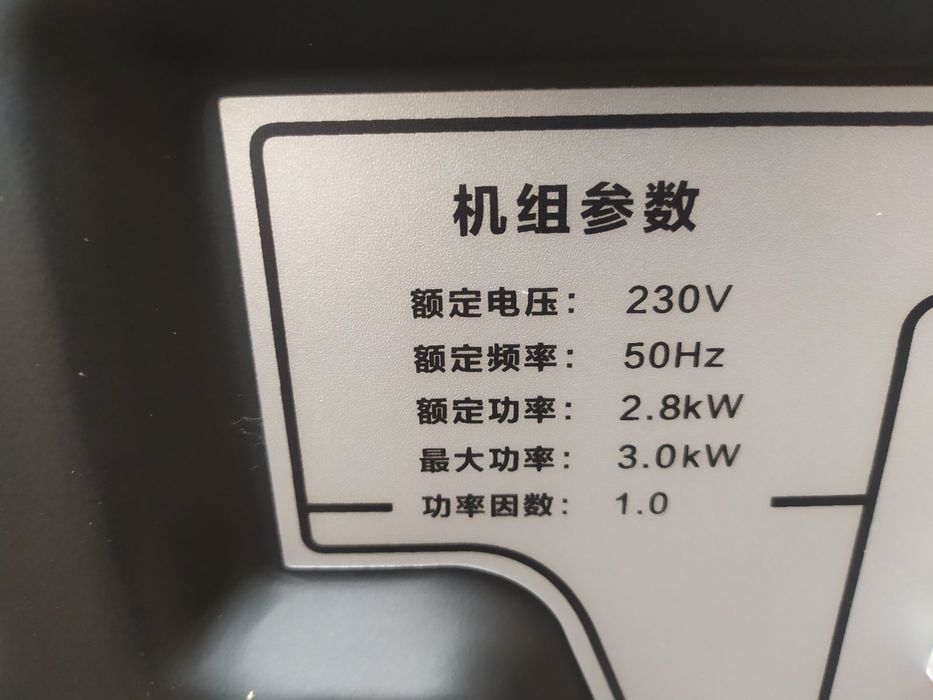 机组参数
额定电压： 230V
额定频率： 50Hz
额定功率： 2.8kW
最大功率： 3.0kW
功率因数： 1.0